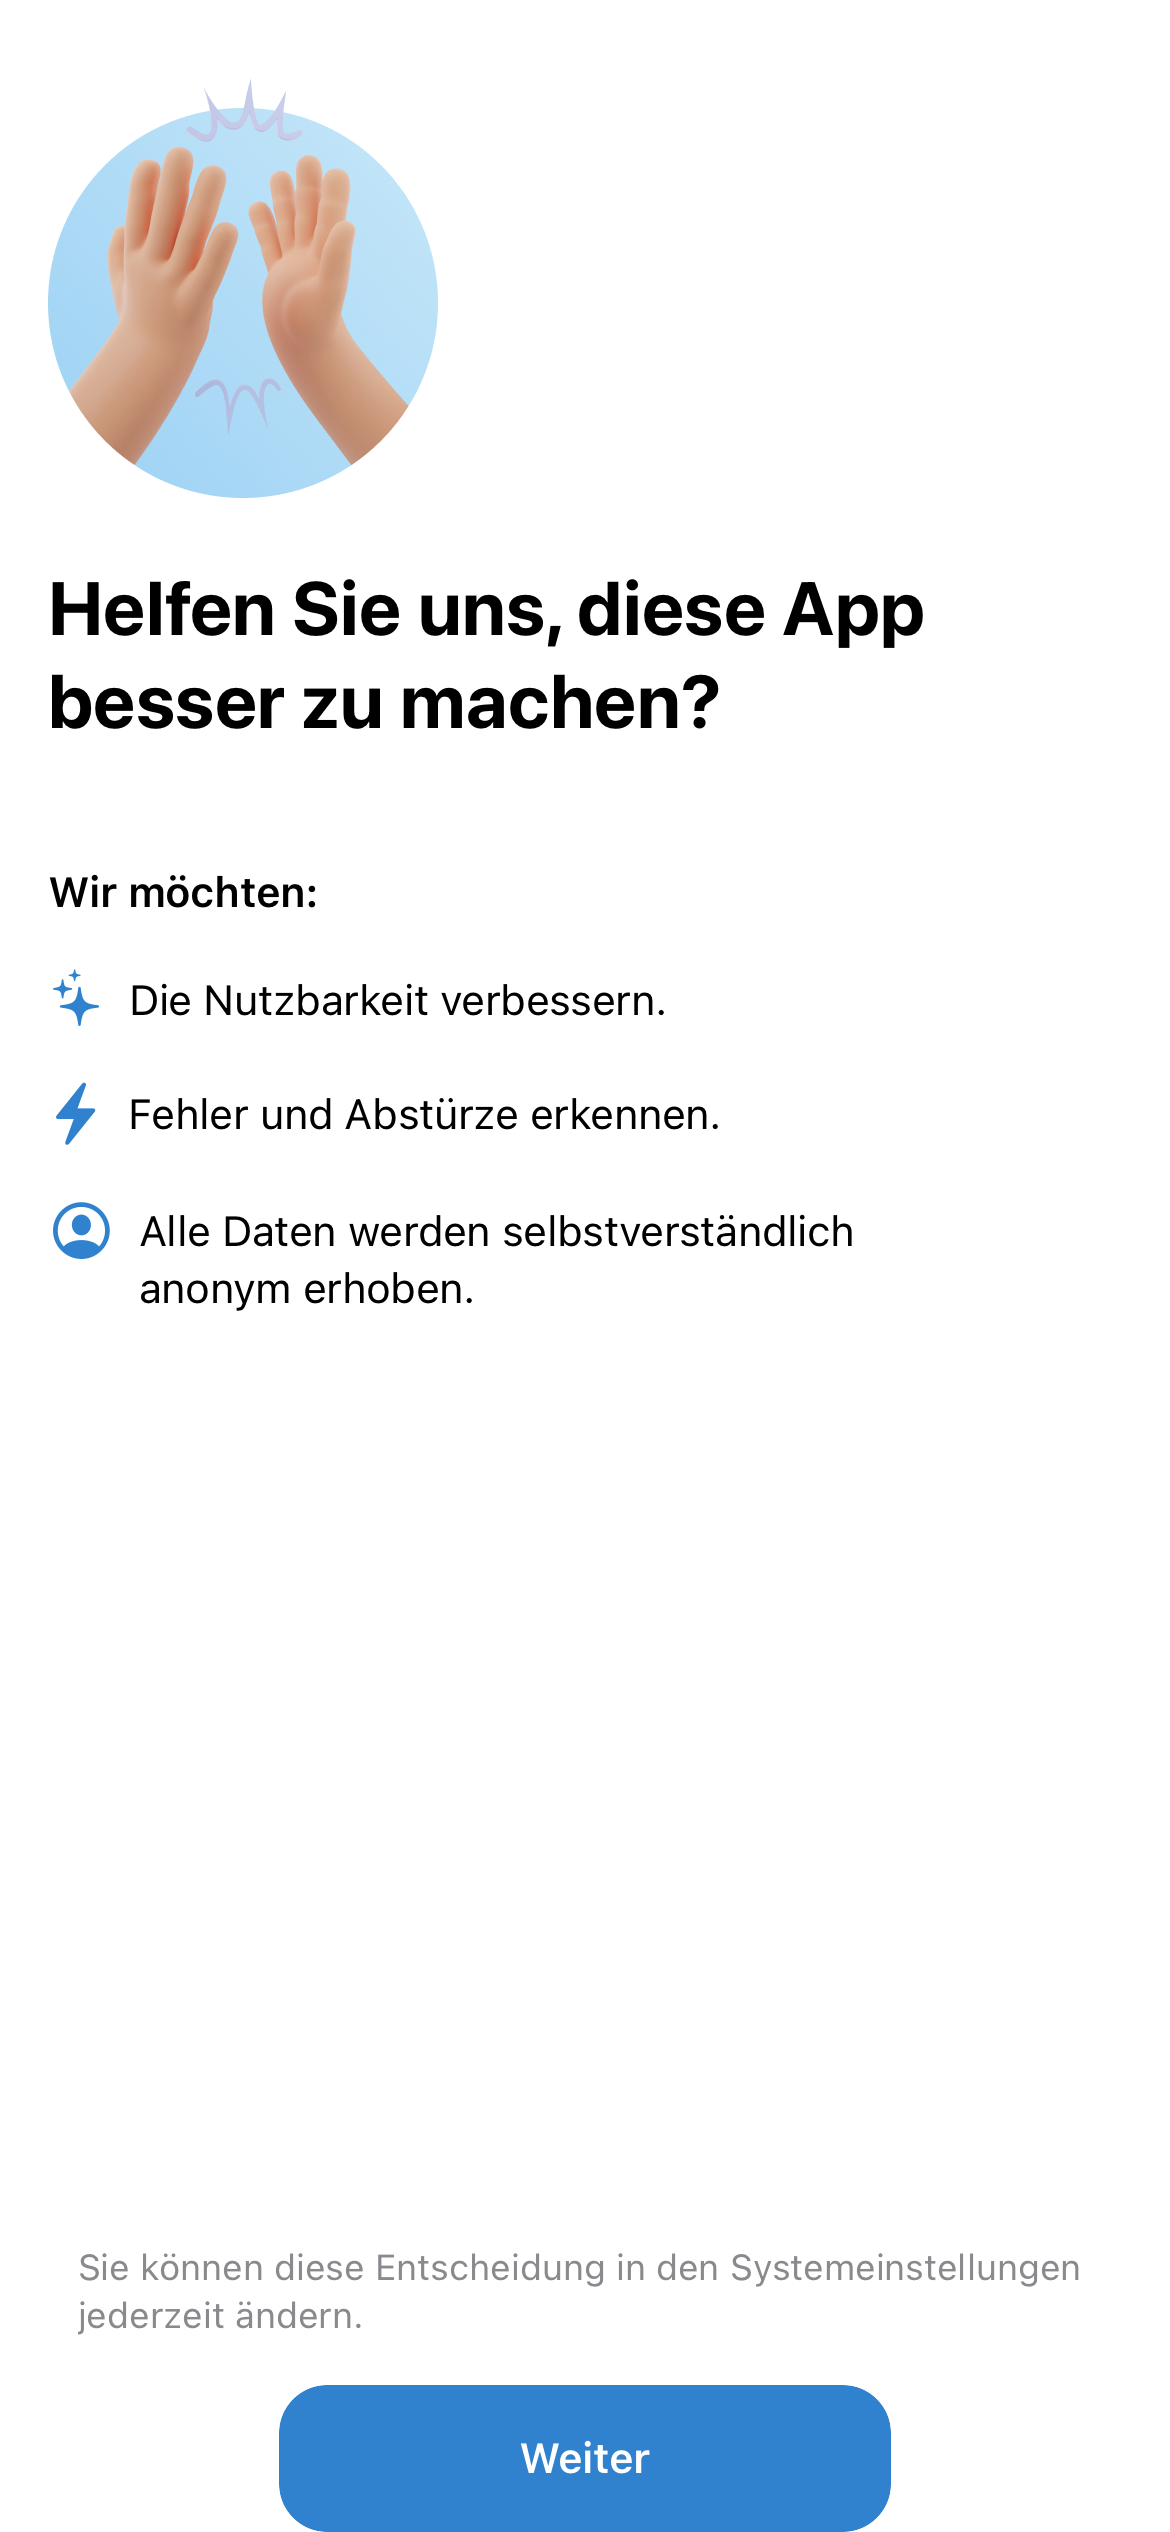 Helfen Sie uns, diese App
besser zu machen?
Wir möchten:
Die Nutzbarkeit verbessern.
Fehler und Abstürze erkennen.
Alle Daten werden selbstverständlich
anonym erhoben.
Sie können diese Entscheidung in den Systemeinstellungen
jederzeit ändern.
Weiter